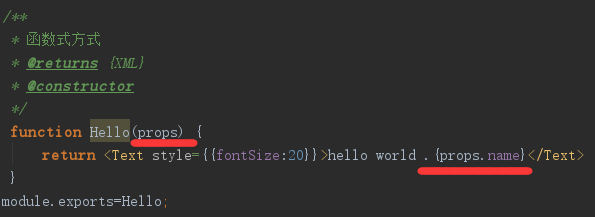 /**
* 函数式方式
* @returns {XML}
* @constructor
*/
function Hello(props) {
return <Text style={{fontSize:20}}>hello world .{props.name}</Text>
}
module.exports=Hello;